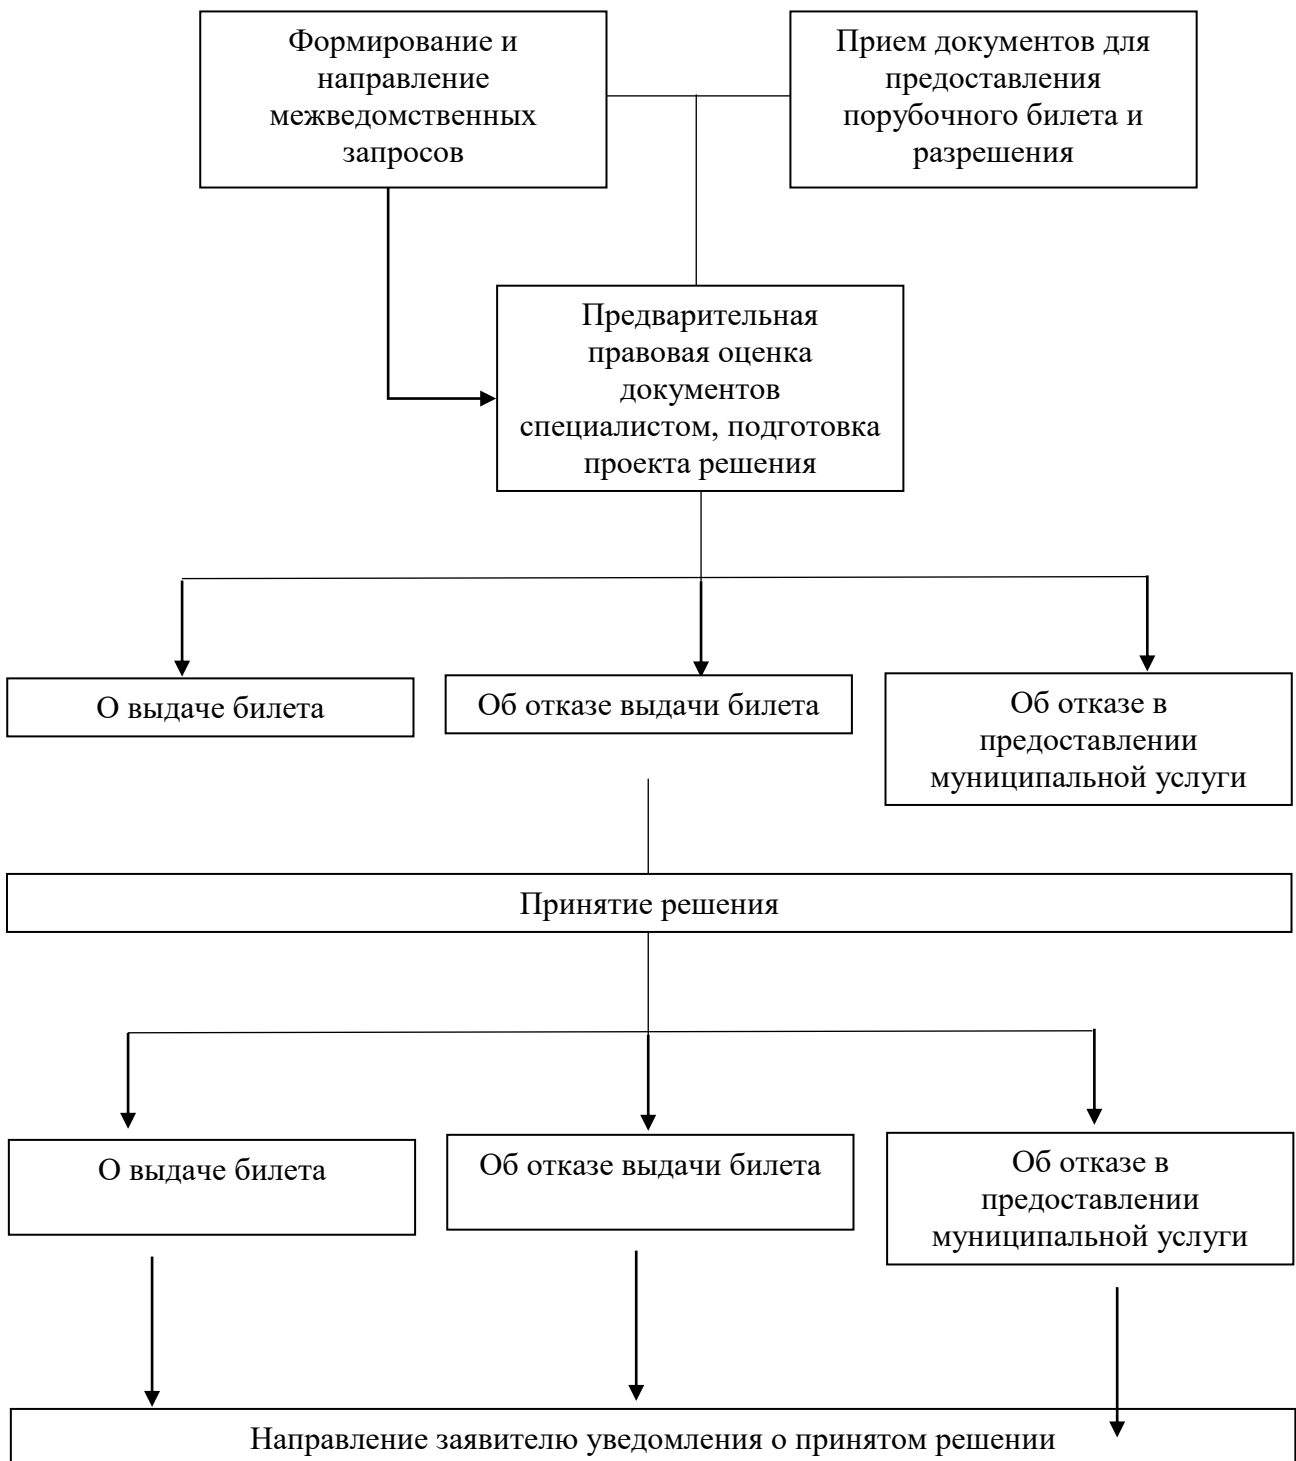 Формирование и
направление
межведомственных
запросов
Прием документов для
предоставления
порубочного билета и
разрешения
Предварительная
правовая оценка
документов
специалистом, подготовка
проекта решения
О выдаче билета
Об отказе выдачи билета
Об отказе в
предоставлении
муниципальной услуги
Принятие решения
О выдаче билета
Об отказе выдачи билета
Об отказе в
предоставлении
муниципальной услуги
Направление заявителю уведомления о принятом решении